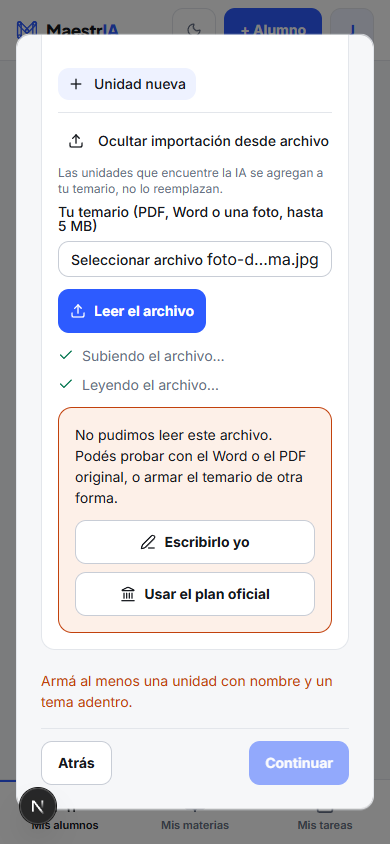 MaestrIA
+ Alumno
J
Unidad nueva
Ocultar importación desde archivo
Las unidades que encuentre la IA se agregan a
tu temario, no lo reemplazan.
Tu temario (PDF, Word o una foto, hasta
5 MB)
Seleccionar archivo foto-d...ma.jpg
Leer el archivo
Subiendo el archivo...
Leyendo el archivo...
No pudimos leer este archivo.
Podés probar con el Word o el PDF
original, o armar el temario de otra
forma.
Escribirlo yo
Usar el plan oficial
Armá al menos una unidad con nombre y un
tema adentro.
Atrás
Continuar
N
Mis alumnos
Mis materias
Mis tareas